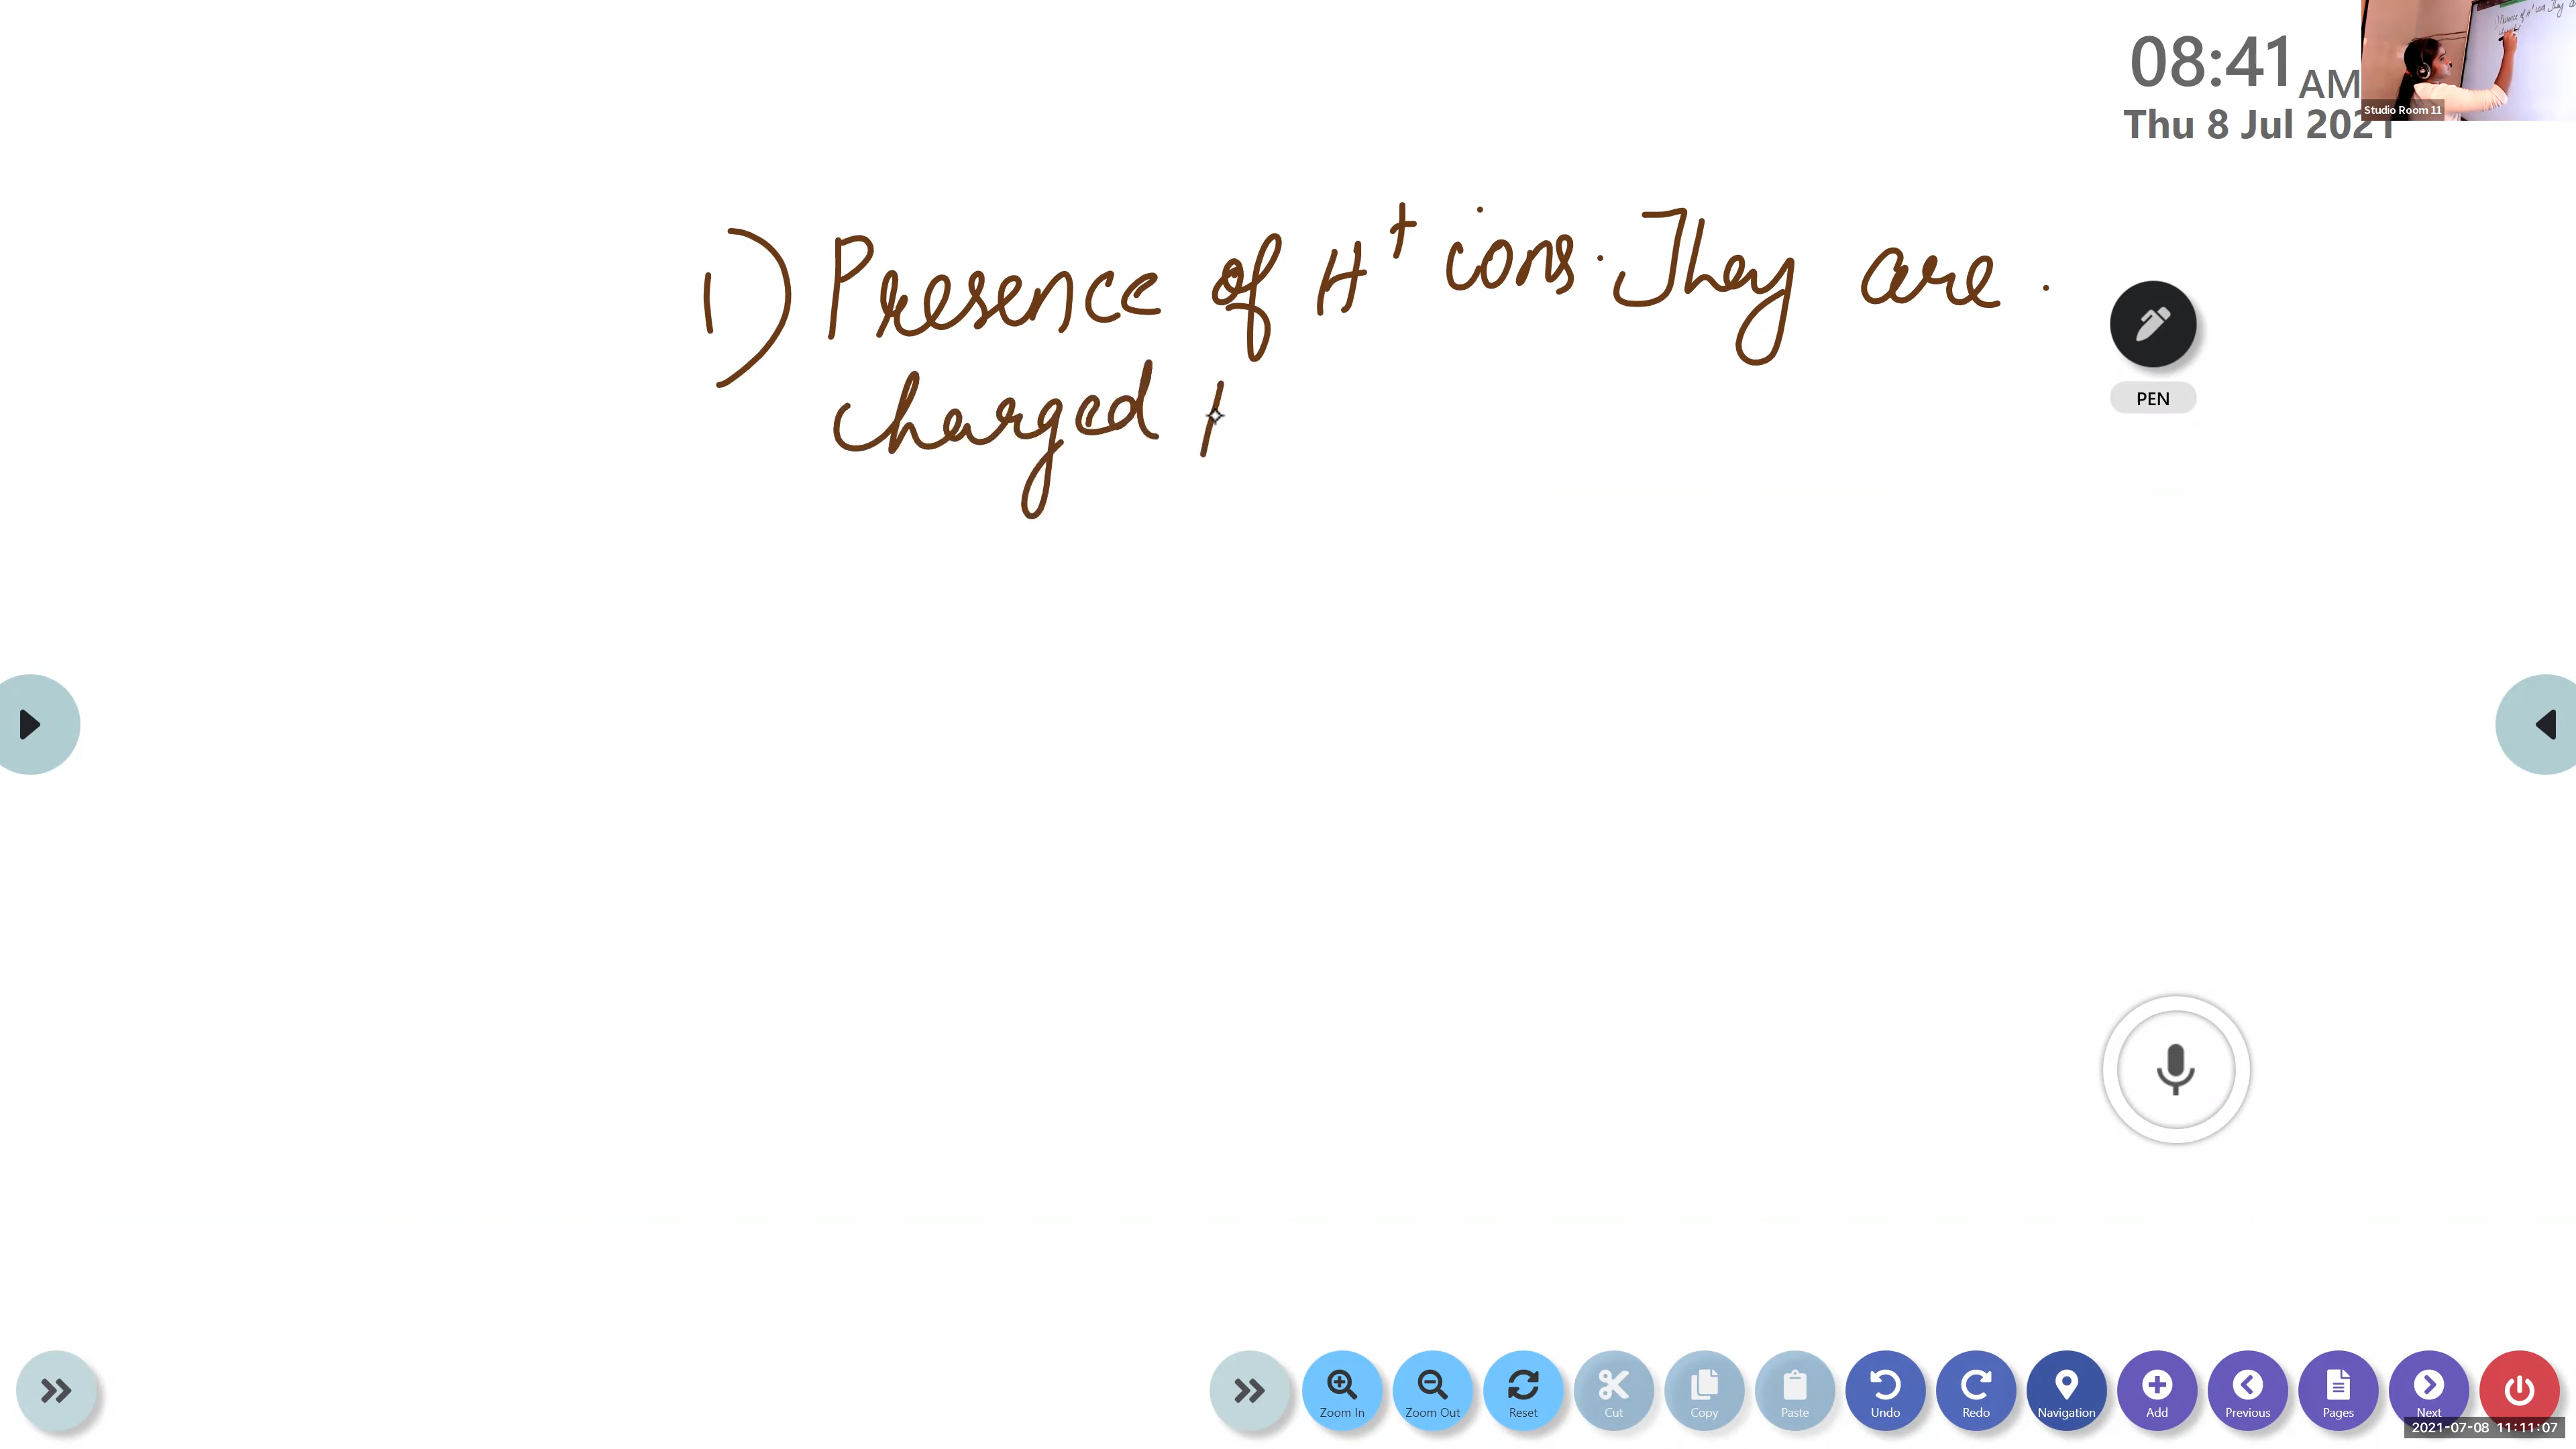 08:41 AM
Thu 8 Jul 2021
Studio Room 11
1) Presence of H⁺ ions. They are
charged
PEN
Zoom In
Zoom Out
Reset
Cut
Copy
Paste
Undo
Redo
Navigation
Add
Previous
Pages
Next
2021-07-08 11:11:07